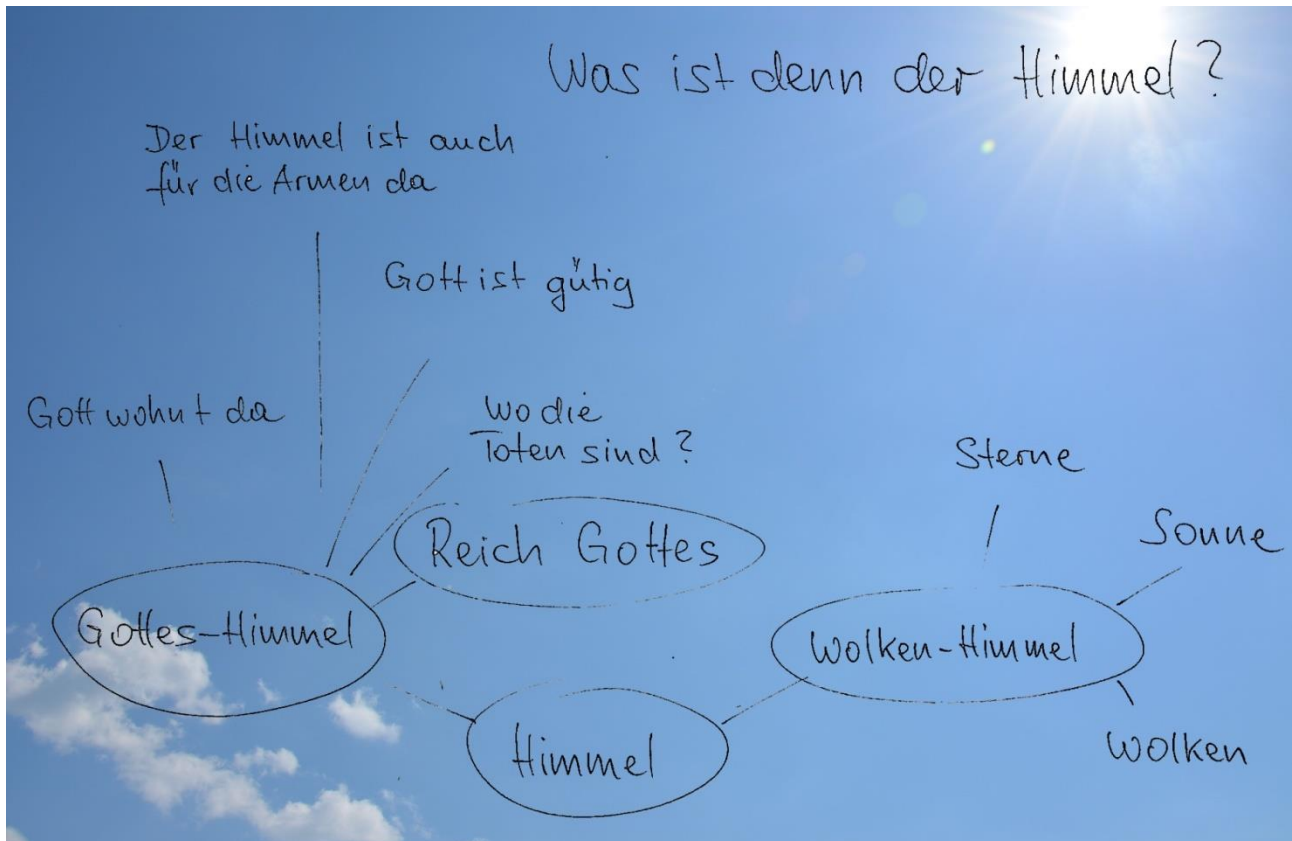 Was ist denn der Himmel?
Der Himmel ist auch
für die Armen da
Gott ist gütig
Gott wohnt da
Wo die
Toten sind?
Sterne
Sonne
Reich Gottes
Gottes-Himmel
Wolken-Himmel
Himmel
Wolken